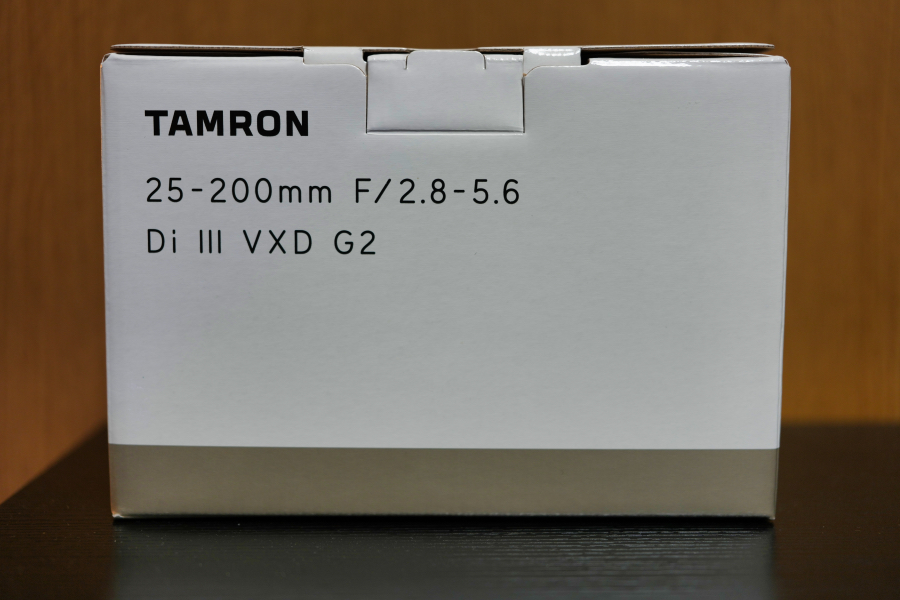 TAMRON
25-200mm F/2.8-5.6
Di III VXD G2